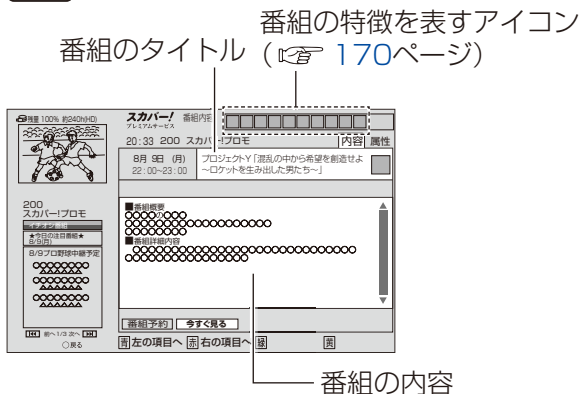 番組の特徴を表すアイコン
番組のタイトル
(☞ 170ページ)
残量 100% 約240h(HD)
スカパー! 番組内容
プレミアムサービス
20:33 200 スカパー!プロモ
内容 属性
8月 9日 (月)
22:00~23:00
プロジェクトY「混乱の中から希望を創造せよ
~ロケットを生み出した男たち~」
200
スカパー!プロモ
イチオシ番組
★今日の注目番組★
8/9(月)
8/9プロ野球中継予定
○○○○○○○○
△△△△△△
○○○○○○○○
△△△△△△
○○○○○○○○
△△△△△△
■番組概要
○○○○の○○○
○○○○○○○○○○○○○○○○○○○
○○○○○○○○
■番組詳細内容
○○○○○○○○○○○○○○○○○○○○○○
○○○○○○○○○○○○○○○○
番組予約 今すぐ見る
前へ 1/3 次へ
○戻る
青 左の項目へ 赤 右の項目へ 緑 黄
番組の内容